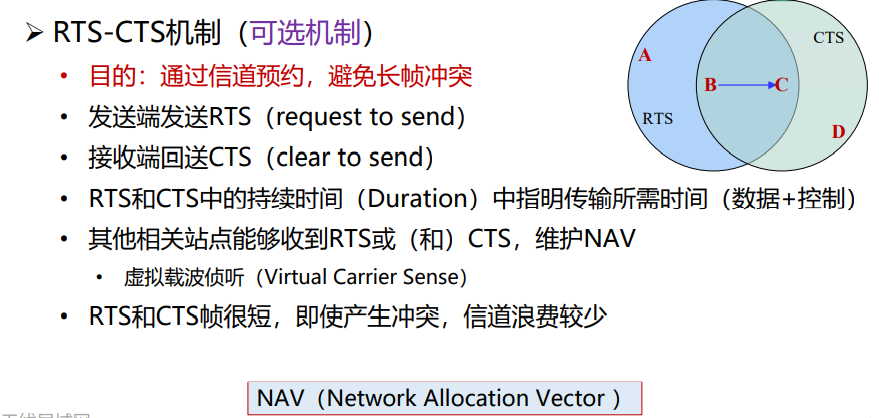 ➢ RTS-CTS机制（可选机制）
• 目的：通过信道预约，避免长帧冲突
• 发送端发送RTS（request to send）
• 接收端回送CTS（clear to send）
• RTS和CTS中的持续时间（Duration）中指明传输所需时间（数据+控制）
• 其他相关站点能够收到RTS或（和）CTS，维护NAV
• 虚拟载波侦听（Virtual Carrier Sense）
• RTS和CTS帧很短，即使产生冲突，信道浪费较少
CTS
A
B
C
RTS
D
NAV（Network Allocation Vector ）